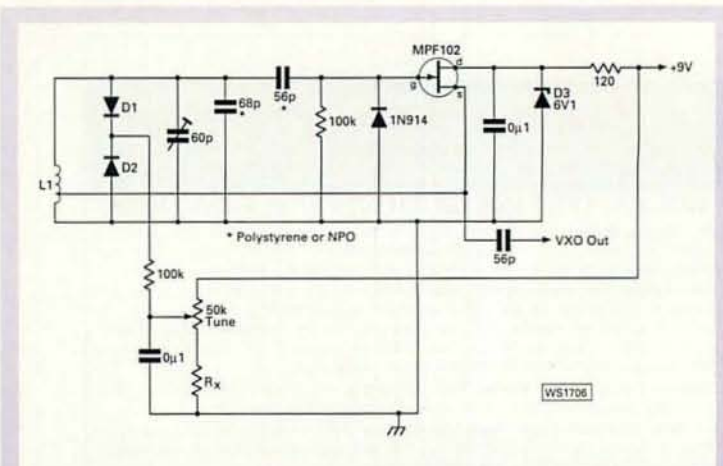 MPF102
d
+9V
120
56p
*
68p
*
g
s
D1
60p
100k
1N914
0µ1
D3
6V1
D2
L1
* Polystyrene or NPO
56p
VXO Out
100k
50k
Tune
0µ1
Rx
WS1706